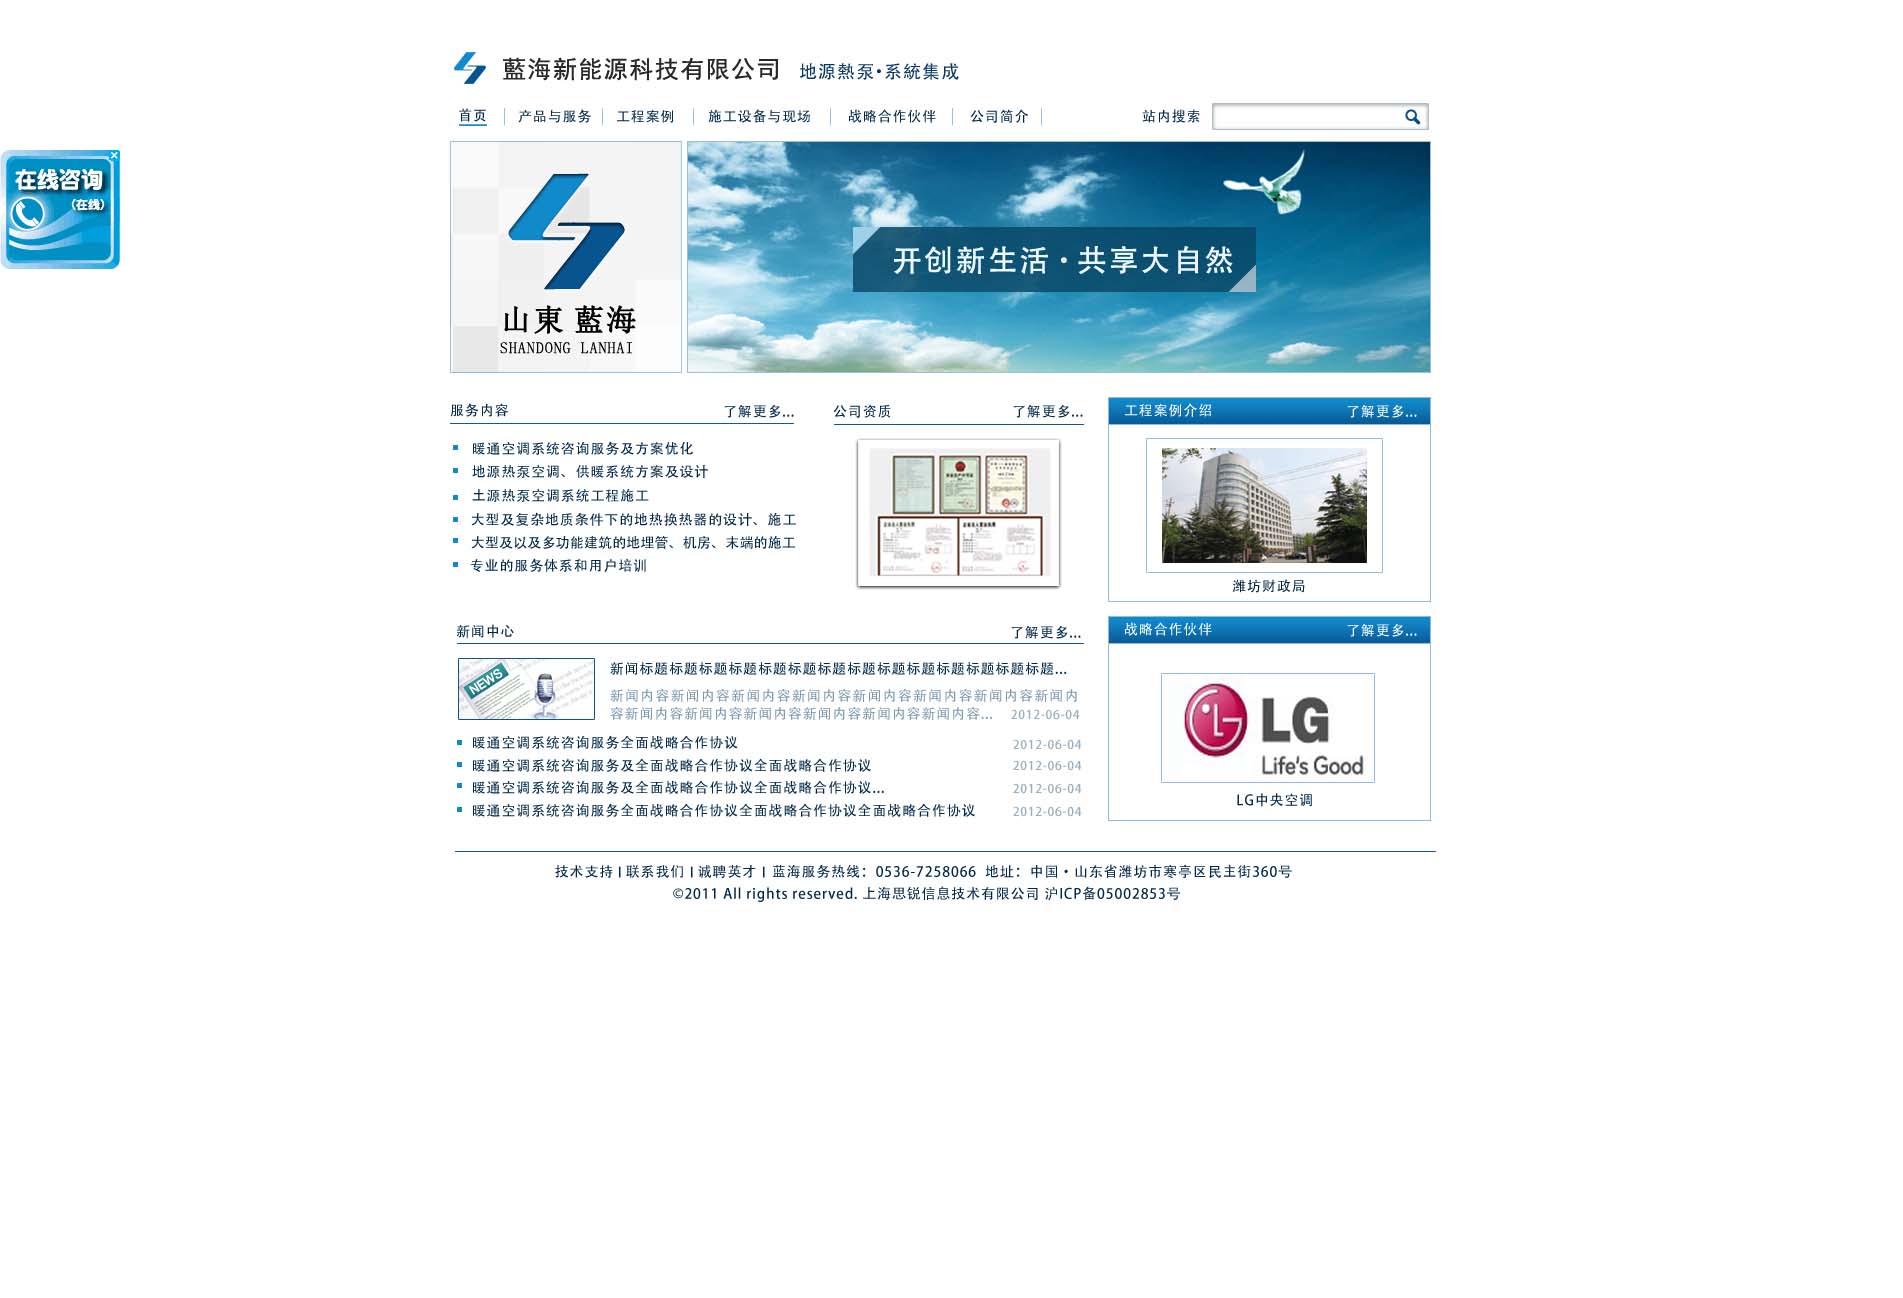 藍海新能源科技有限公司 地源熱泵•系統集成
首页 产品与服务 工程案例 施工设备与现场 战略合作伙伴 公司简介 站内搜索
在线咨询
(在线)
开创新生活·共享大自然
山東 藍海
SHANDONG LANHAI
服务内容 了解更多...
暖通空调系统咨询服务及方案优化
地源热泵空调、供暖系统方案及设计
土源热泵空调系统工程施工
大型及复杂地质条件下的地热换热器的设计、施工
大型及以及多功能建筑的地埋管、机房、末端的施工
专业的服务体系和用户培训
公司资质 了解更多...
工程案例介绍 了解更多...
潍坊财政局
新闻中心 了解更多...
NEWS
新闻标题标题标题标题标题标题标题标题标题标题标题标题标题标题...
新闻内容新闻内容新闻内容新闻内容新闻内容新闻内容新闻内容新闻内
容新闻内容新闻内容新闻内容新闻内容新闻内容新闻内容... 2012-06-04
暖通空调系统咨询服务全面战略合作协议 2012-06-04
暖通空调系统咨询服务及全面战略合作协议全面战略合作协议 2012-06-04
暖通空调系统咨询服务及全面战略合作协议全面战略合作协议... 2012-06-04
暖通空调系统咨询服务全面战略合作协议全面战略合作协议全面战略合作协议 2012-06-04
战略合作伙伴 了解更多...
LG
Life's Good
LG中央空调
技术支持 I 联系我们 I 诚聘英才 I 蓝海服务热线：0536-7258066 地址：中国·山东省潍坊市寒亭区民主街360号
©2011 All rights reserved. 上海思锐信息技术有限公司 沪ICP备05002853号